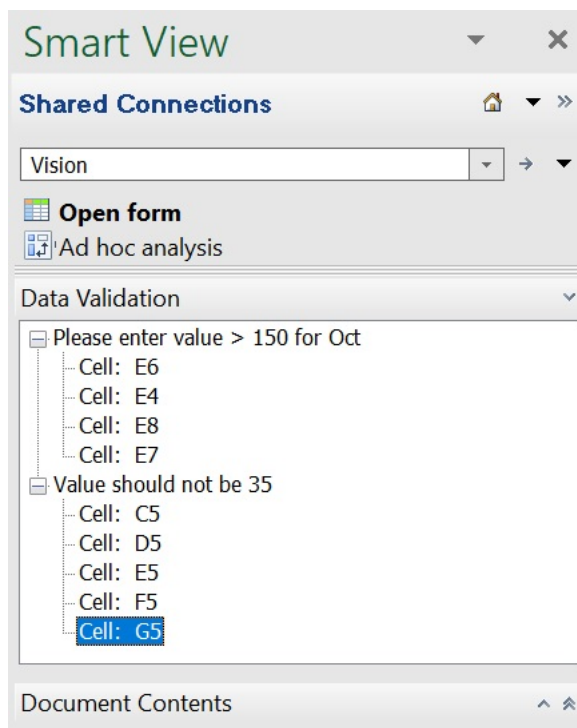 Smart View
Shared Connections
Vision
Open form
Ad hoc analysis
Data Validation
Please enter value > 150 for Oct
Cell: E6
Cell: E4
Cell: E8
Cell: E7
Value should not be 35
Cell: C5
Cell: D5
Cell: E5
Cell: F5
Cell: G5
Document Contents